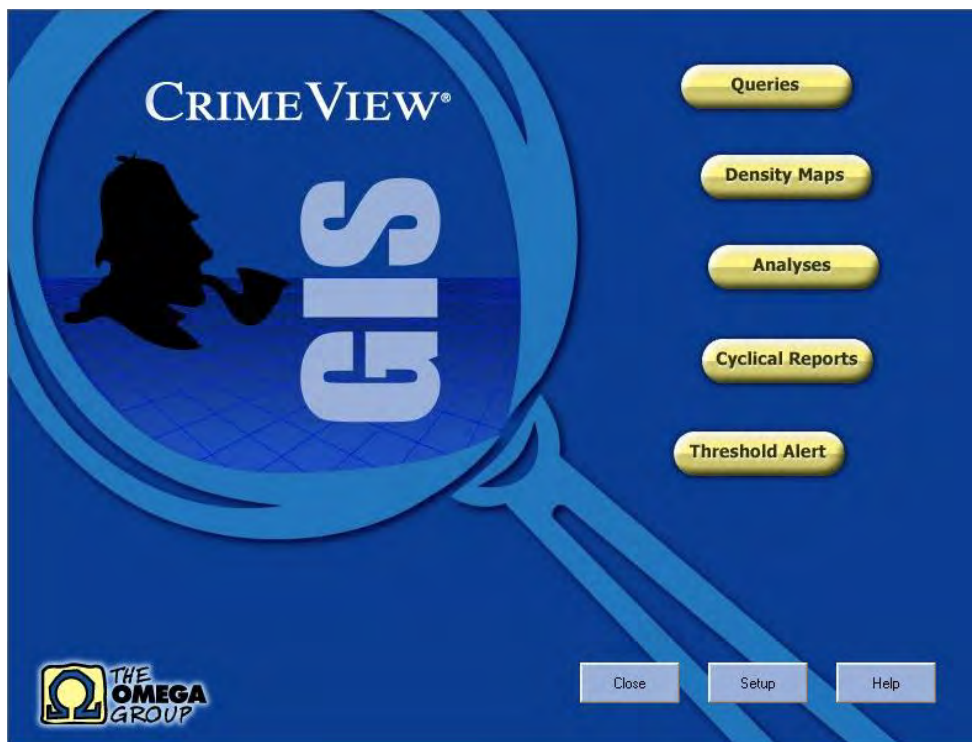 CRIMEVIEW®
GIS
Queries
Density Maps
Analyses
Cyclical Reports
Threshold Alert
THE
OMEGA
GROUP
Close
Setup
Help